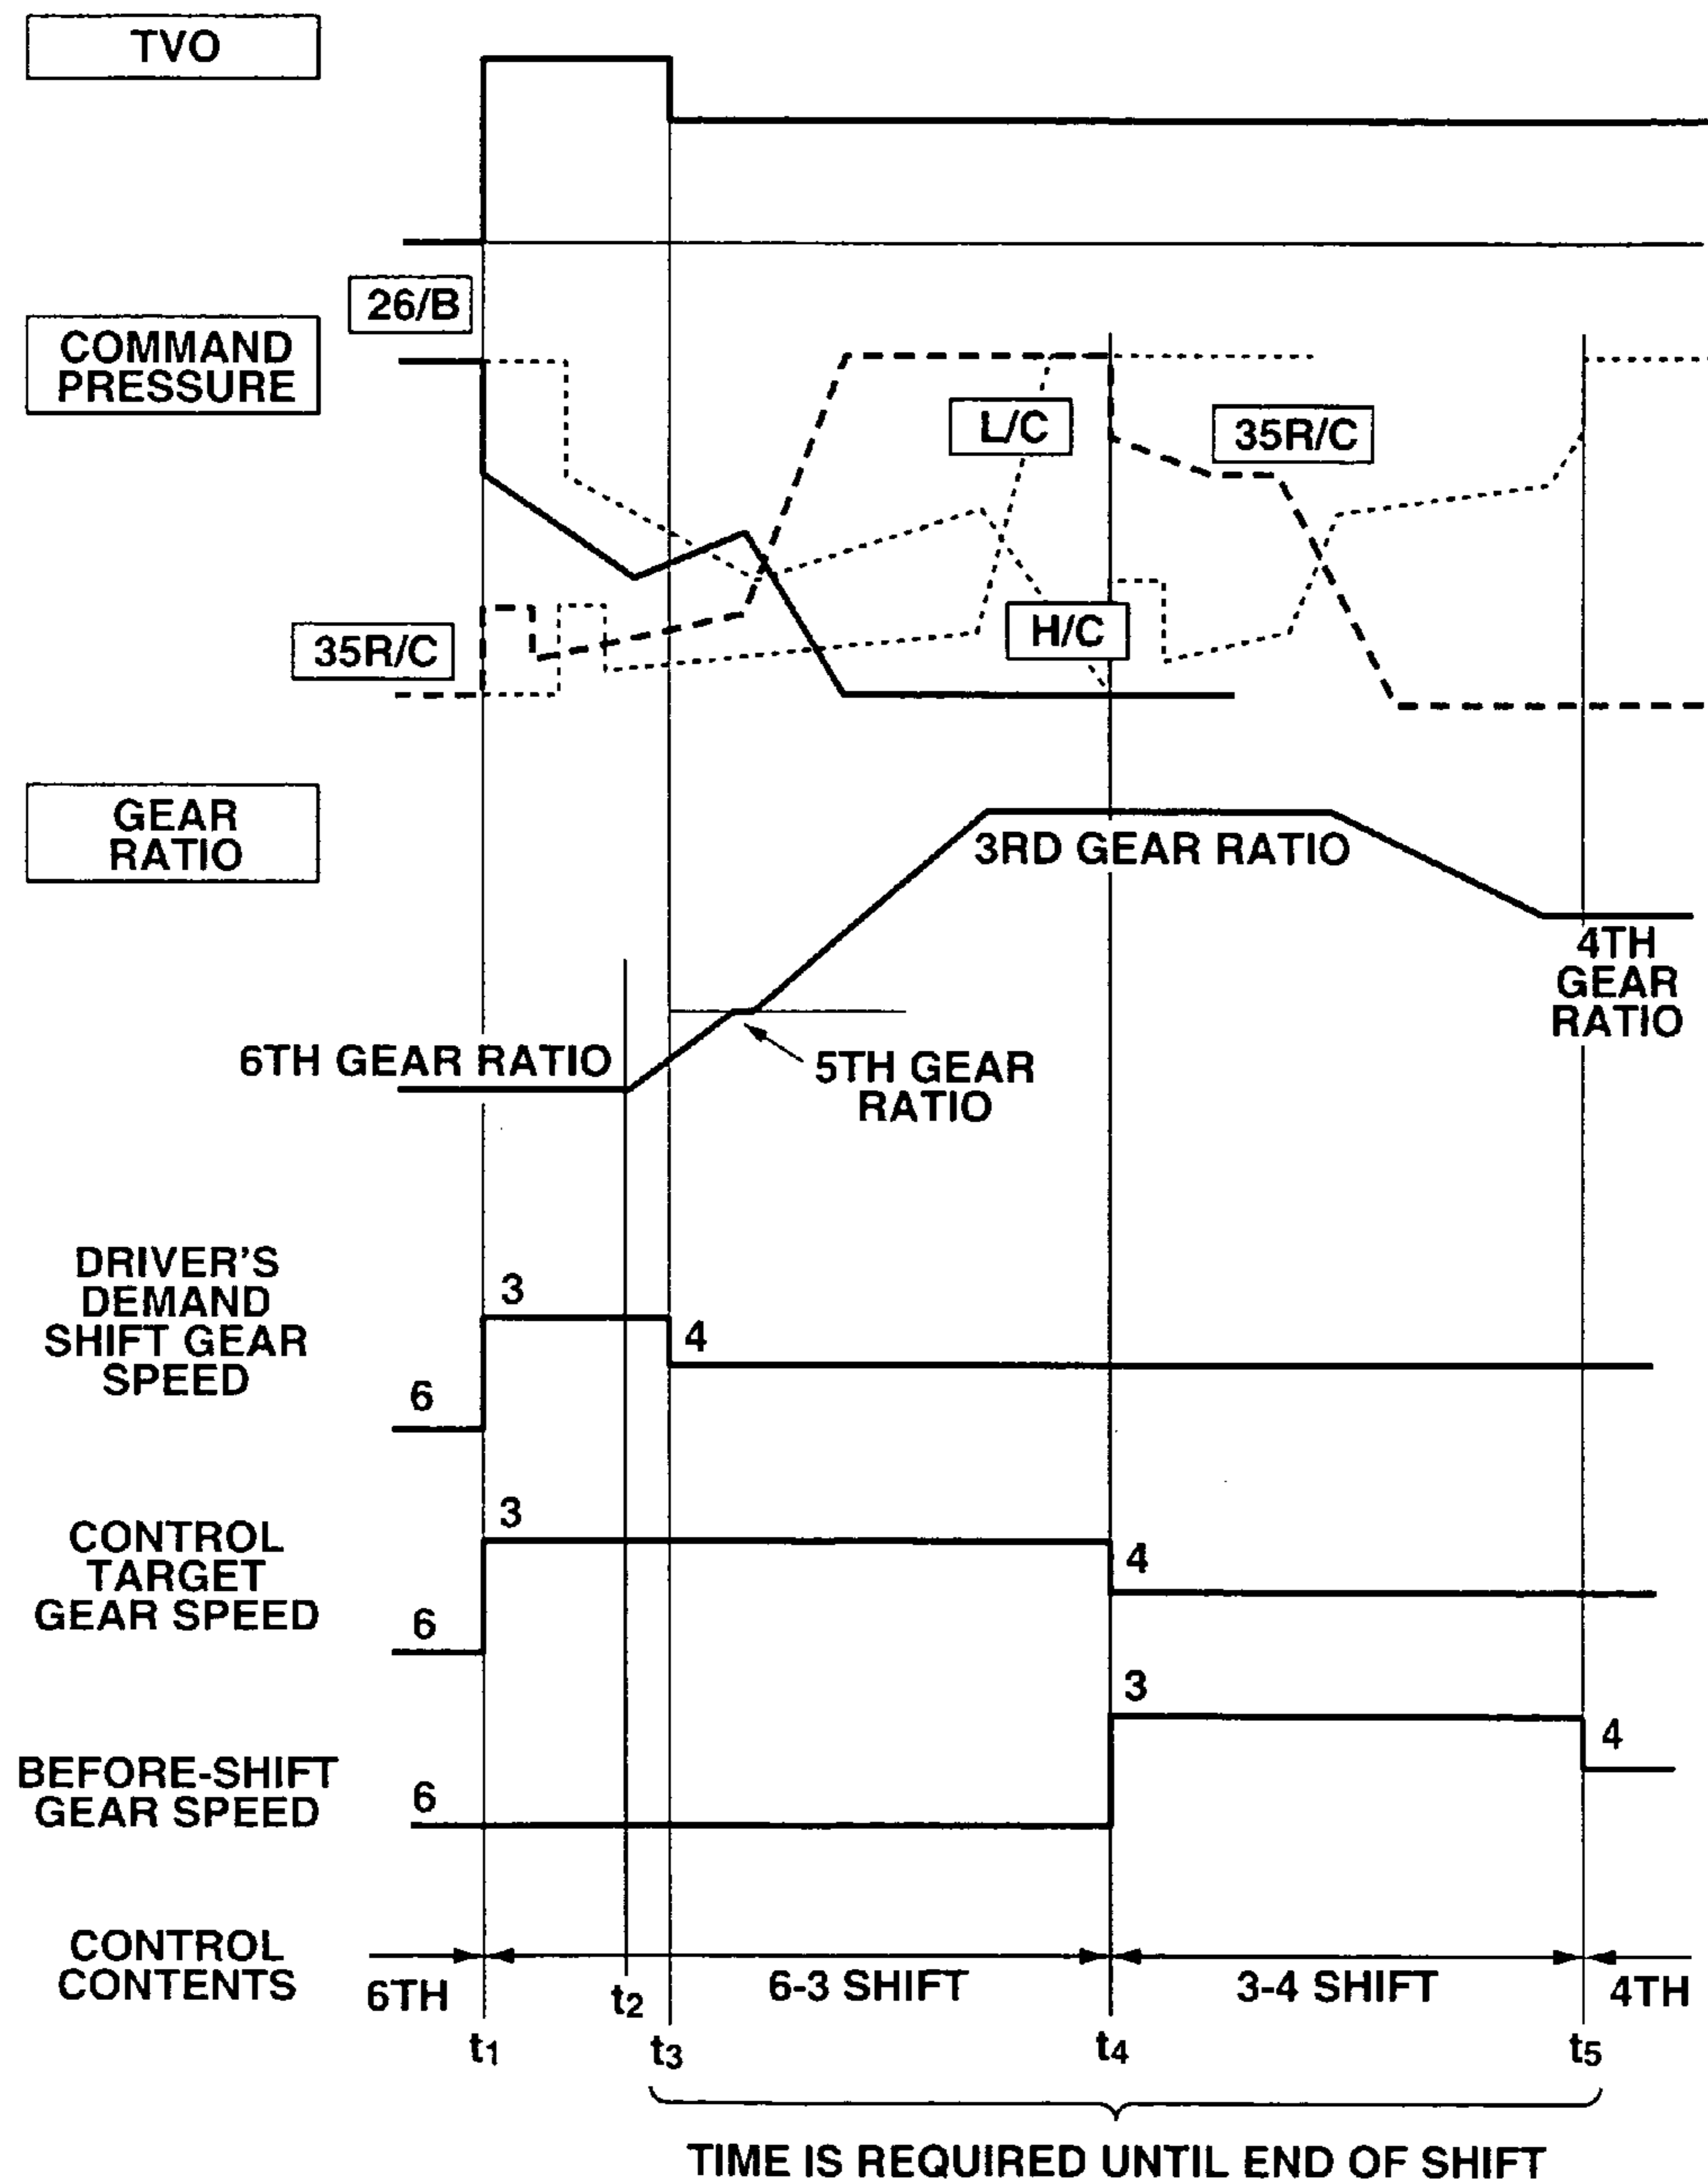 TVO
26/B
COMMAND
PRESSURE
L/C
35R/C
35R/C
H/C
GEAR
RATIO
3RD GEAR RATIO
4TH
GEAR
RATIO
6TH GEAR RATIO
5TH GEAR
RATIO
DRIVER'S
DEMAND
SHIFT GEAR
SPEED
3
4
6
CONTROL
TARGET
GEAR SPEED
3
4
6
BEFORE-SHIFT
GEAR SPEED
3
4
6
CONTROL
CONTENTS
6TH
6-3 SHIFT
3-4 SHIFT
4TH
t1
t2
t3
t4
t5
TIME IS REQUIRED UNTIL END OF SHIFT